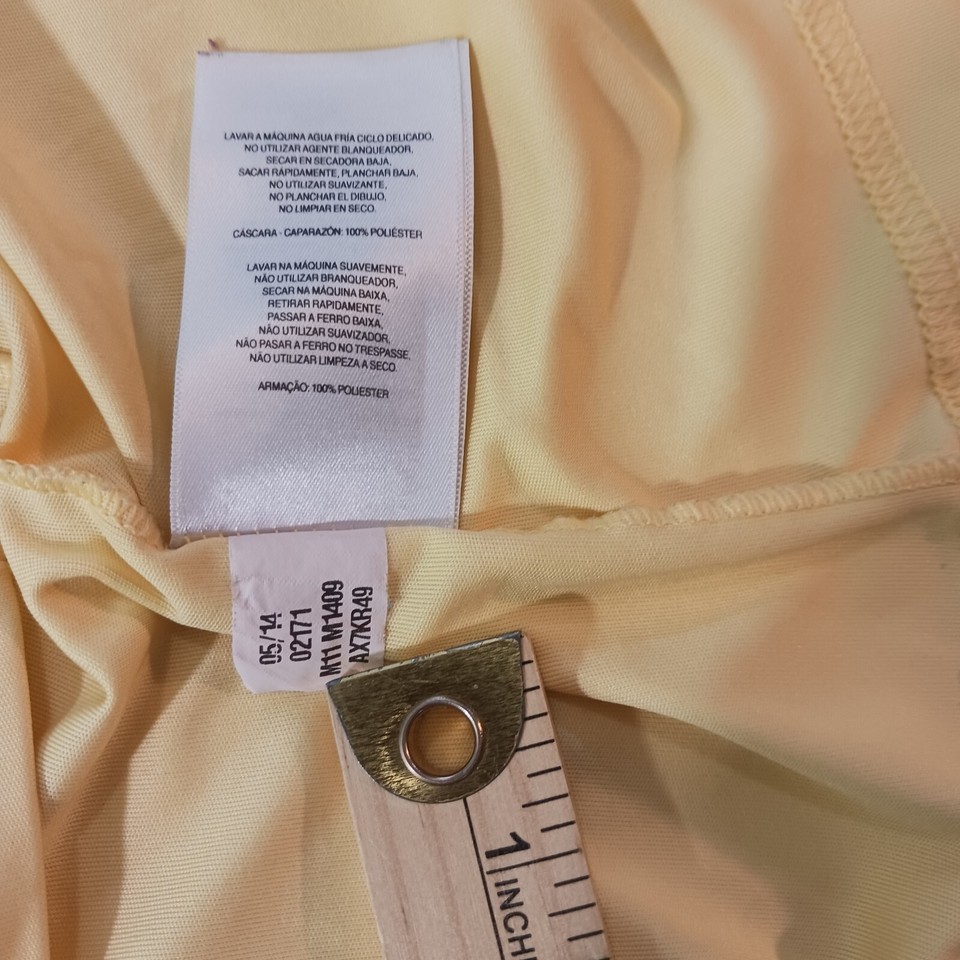 LAVAR A MÁQUINA AGUA FRÍA CICLO DELICADO,
NO UTILIZAR AGENTE BLANQUEADOR,
SECAR EN SECADORA BAJA,
SACAR RÁPIDAMENTE, PLANCHAR BAJA,
NO UTILIZAR SUAVIZANTE,
NO PLANCHAR EL DIBUJO,
NO LIMPIAR EN SECO.
CÁSCARA - CAPARAZÓN: 100% POLIÉSTER
LAVAR NA MÁQUINA SUAVEMENTE,
NÃO UTILIZAR BRANQUEADOR,
SECAR NA MÁQUINA BAIXA,
RETIRAR RAPIDAMENTE,
PASSAR A FERRO BAIXA,
NÃO UTILIZAR SUAVIZADOR,
NÃO PASAR A FERRO NO TRESPASSE,
NÃO UTILIZAR LIMPEZA A SECO.
ARMAÇÃO: 100% POLIESTER
05/14
02171
M11 M1409
AX7KR49
1 INCH